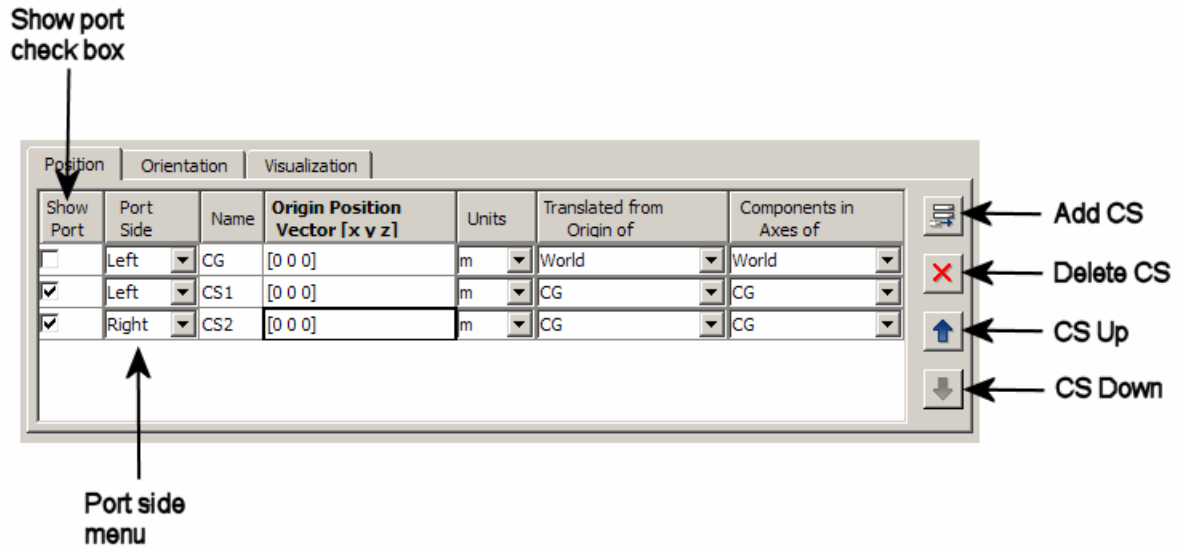 Show port
check box
Position Orientation Visualization
Show Port Port Side Name Origin Position Vector [x y z] Units Translated from Origin of Components in Axes of
Left CG [0 0 0] m World World
Left CS1 [0 0 0] m CG CG
Right CS2 [0 0 0] m CG CG
Add CS
Delete CS
CS Up
CS Down
Port side
menu